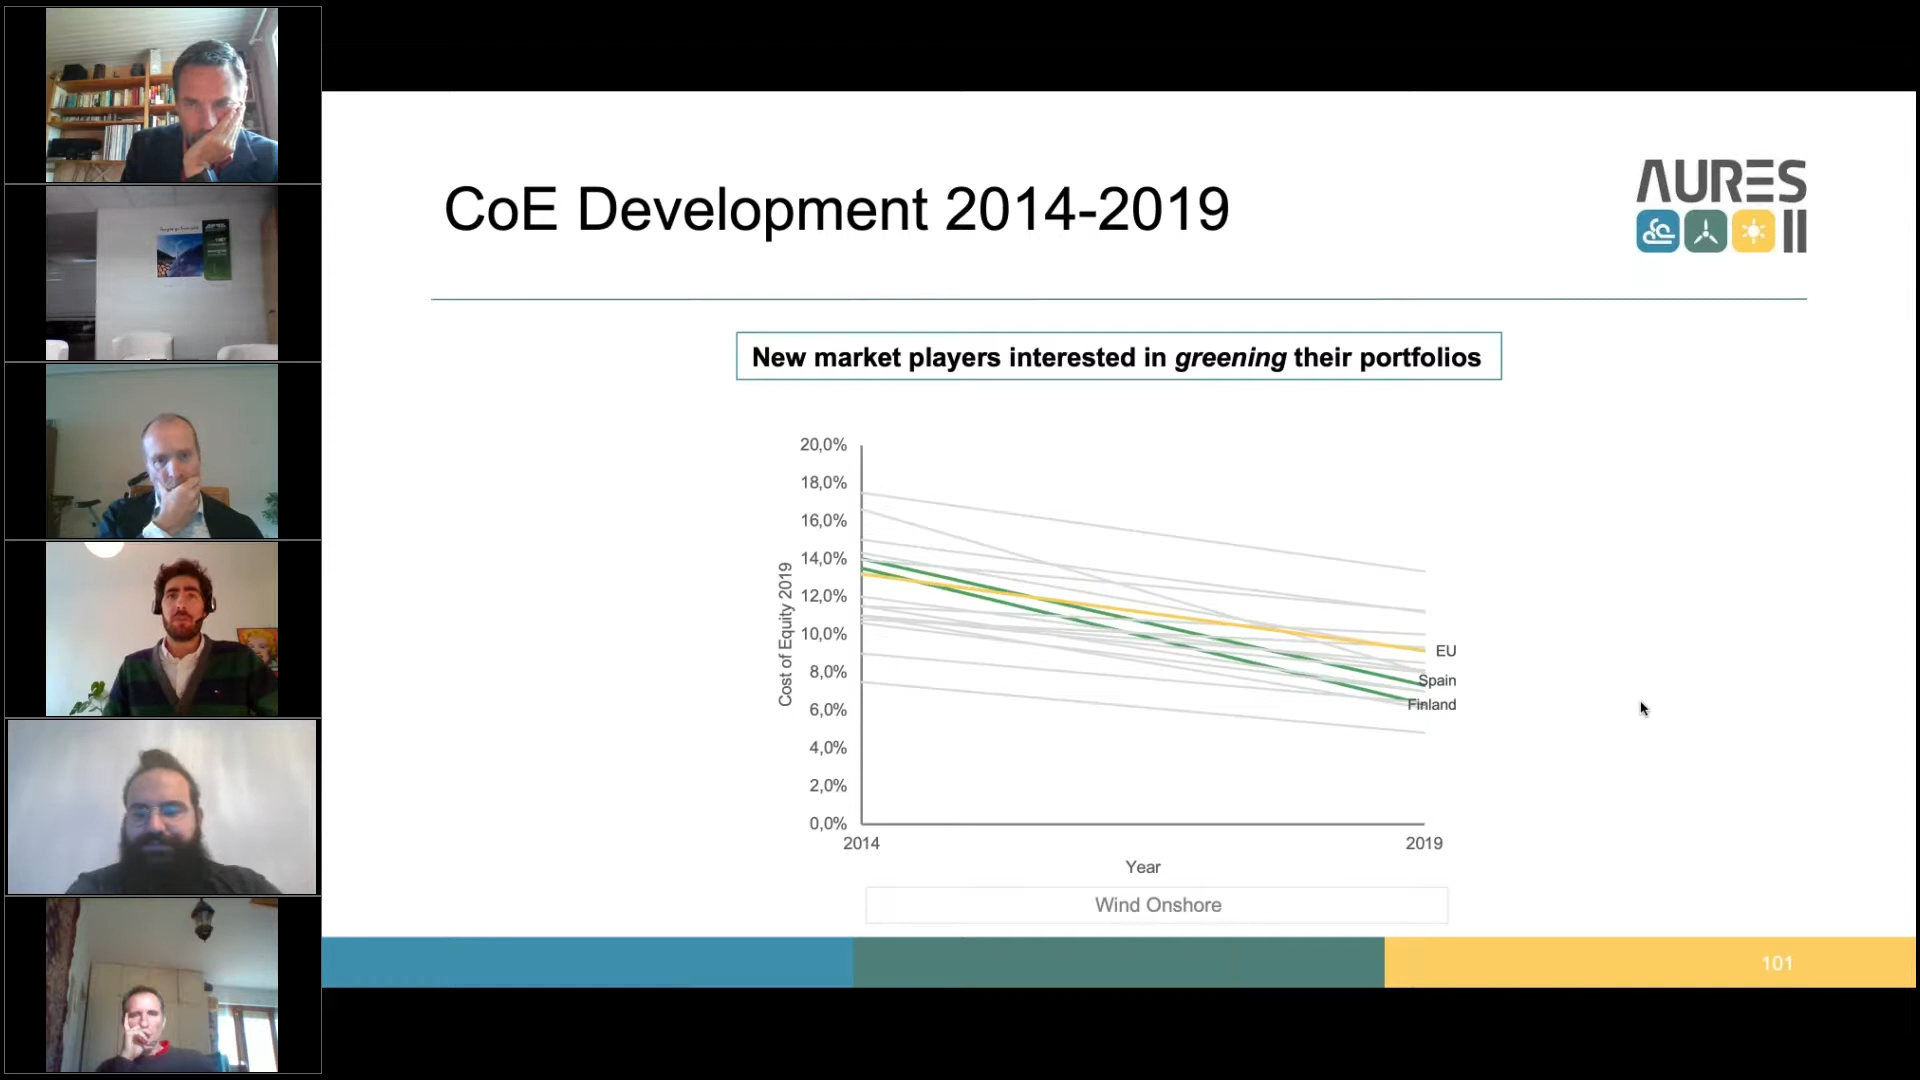 CoE Development 2014-2019
AURES
II
New market players interested in greening their portfolios
20,0%
18,0%
16,0%
14,0%
12,0%
10,0%
8,0%
6,0%
4,0%
2,0%
0,0%
Cost of Equity 2019
EU
Spain
Finland
2014
2019
Year
Wind Onshore
101